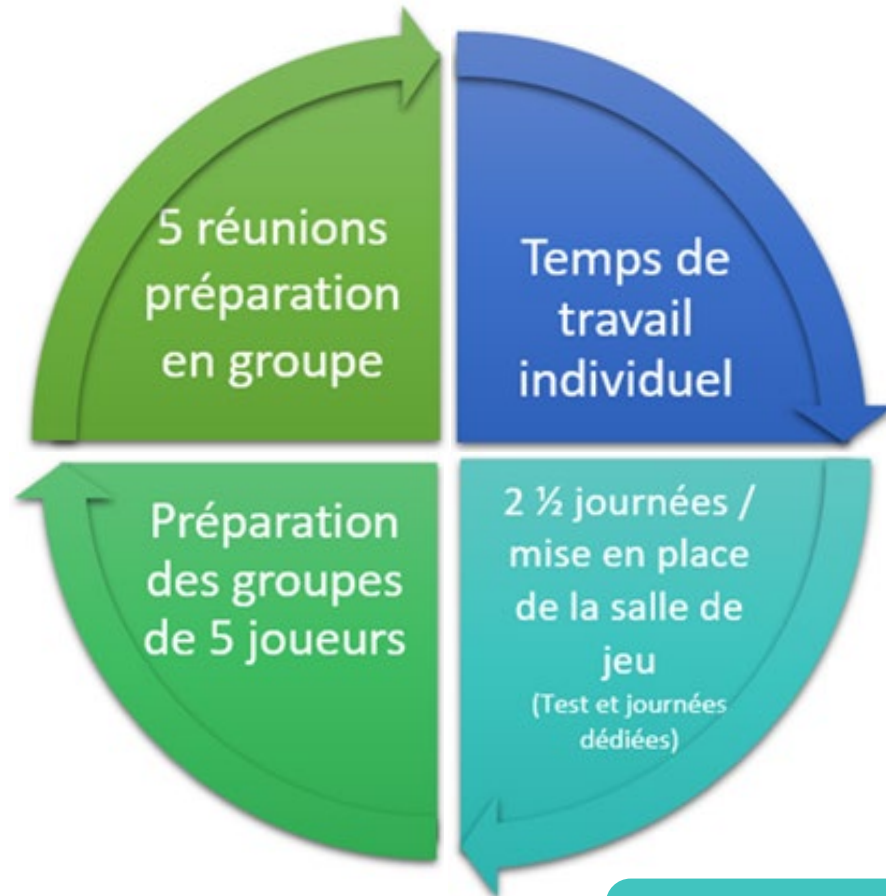 5 réunions
préparation
en groupe
Temps de
travail
individuel
Préparation
des groupes
de 5 joueurs
2 ½ journées /
mise en place
de la salle de
jeu
(Test et journées
dédiées)